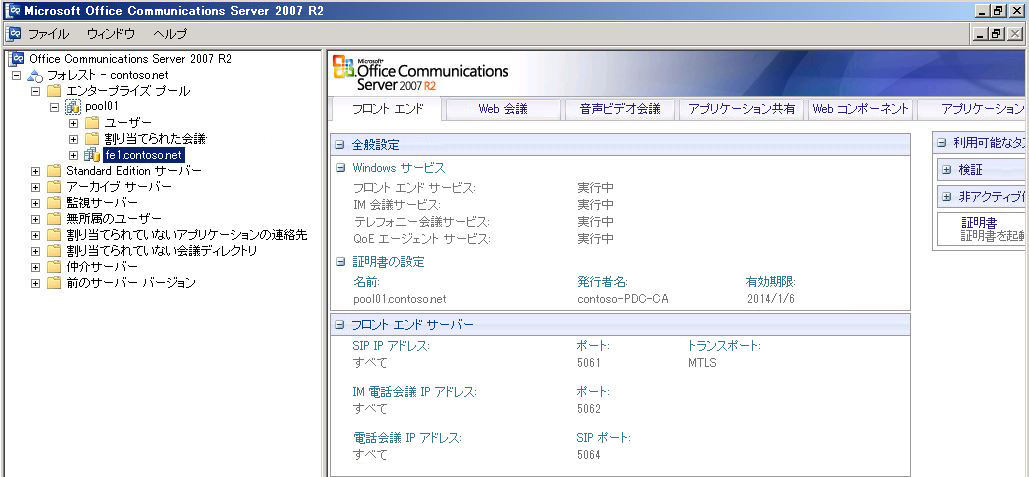 Microsoft Office Communications Server 2007 R2
ファイル ウィンドウ ヘルプ
Office Communications Server 2007 R2
フォレスト - contoso.net
エンタープライズ プール
pool01
ユーザー
割り当てられた会議
fe1.contoso.net
Standard Edition サーバー
アーカイブ サーバー
監視サーバー
無所属のユーザー
割り当てられていないアプリケーションの連絡先
割り当てられていない会議ディレクトリ
仲介サーバー
前のサーバー バージョン
Microsoft
Office Communications
Server 2007 R2
フロント エンド Web 会議 音声ビデオ会議 アプリケーション共有 Web コンポーネント アプリケーション
全般設定
Windows サービス
フロント エンド サービス: 実行中
IM 会議サービス: 実行中
テレフォニー会議サービス: 実行中
QoE エージェント サービス: 実行中
証明書の設定
名前: 発行者名: 有効期限:
pool01.contoso.net contoso-PDC-CA 2014/1/6
フロント エンド サーバー
SIP IP アドレス: ポート: トランスポート:
すべて 5061 MTLS
IM 電話会議 IP アドレス: ポート:
すべて 5062
電話会議 IP アドレス: SIP ポート:
すべて 5064
利用可能なタ
検証
非アクティブ
証明書
証明書を起動